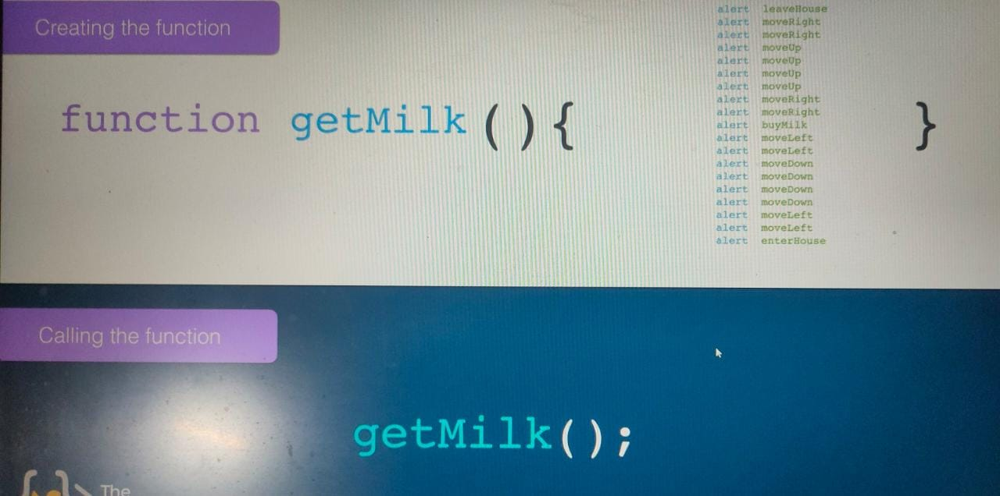 Creating the function
function getMilk (){
alert leaveHouse
alert moveRight
alert moveRight
alert moveUp
alert moveUp
alert moveUp
alert moveUp
alert moveRight
alert moveRight
alert buyMilk
alert moveLeft
alert moveLeft
alert moveDown
alert moveDown
alert moveDown
alert moveDown
alert moveLeft
alert moveLeft
alert enterHouse
}
Calling the function
getMilk();
The